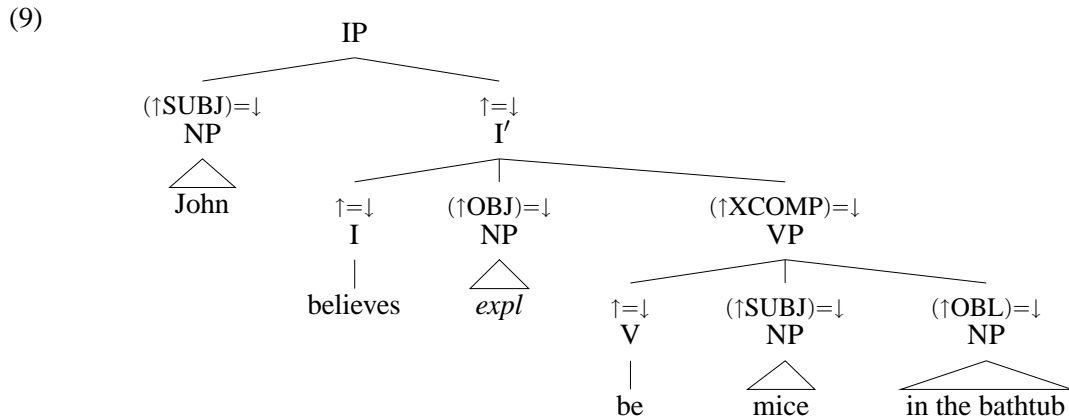 (9)
IP
(↑SUBJ)=↓ ↑=↓
NP I′
John
↑=↓ (↑OBJ)=↓ (↑XCOMP)=↓
I NP VP
believes expl
↑=↓ (↑SUBJ)=↓ (↑OBL)=↓
V NP NP
be mice in the bathtub